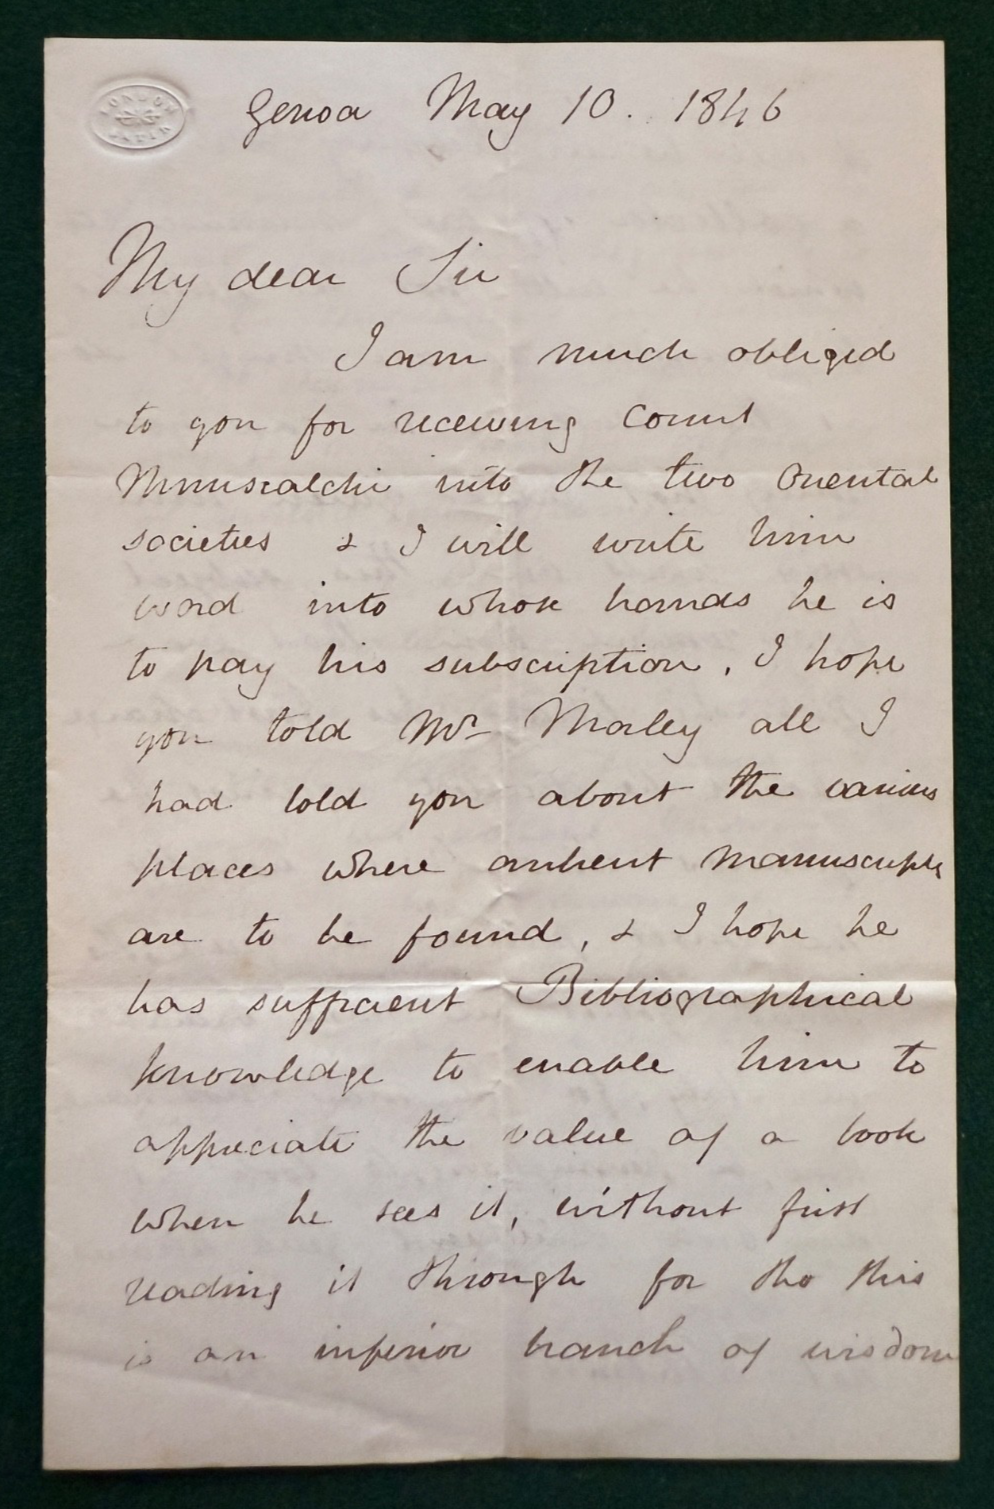 LONDON
Genoa May 10. 1846
My dear Sir
I am much obliged
to you for receiving Count
Miniscalchi into the two Oriental
societies & I will write him
word into whose hands he is
to pay his subscription. I hope
you told Mr Morley all I
had told you about the various
places where antient manuscripts
are to be found, & I hope he
has sufficient Bibliographical
knowledge to enable him to
appreciate the value of a book
when he sees it, without first
reading it through for tho this
is an inferior branch of wisdom